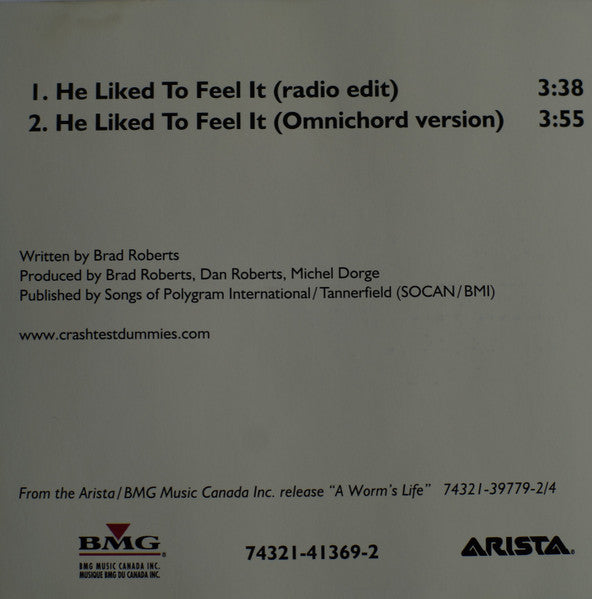 1. He Liked To Feel It (radio edit) 3:38
2. He Liked To Feel It (Omnichord version) 3:55
Written by Brad Roberts
Produced by Brad Roberts, Dan Roberts, Michel Dorge
Published by Songs of Polygram International/Tannerfield (SOCAN/BMI)
www.crashtestdummies.com
From the Arista/BMG Music Canada Inc. release "A Worm's Life" 74321-39779-2/4
BMG®
BMG MUSIC CANADA INC.
MUSIQUE BMG DU CANADA INC.
74321-41369-2
ARISTA®